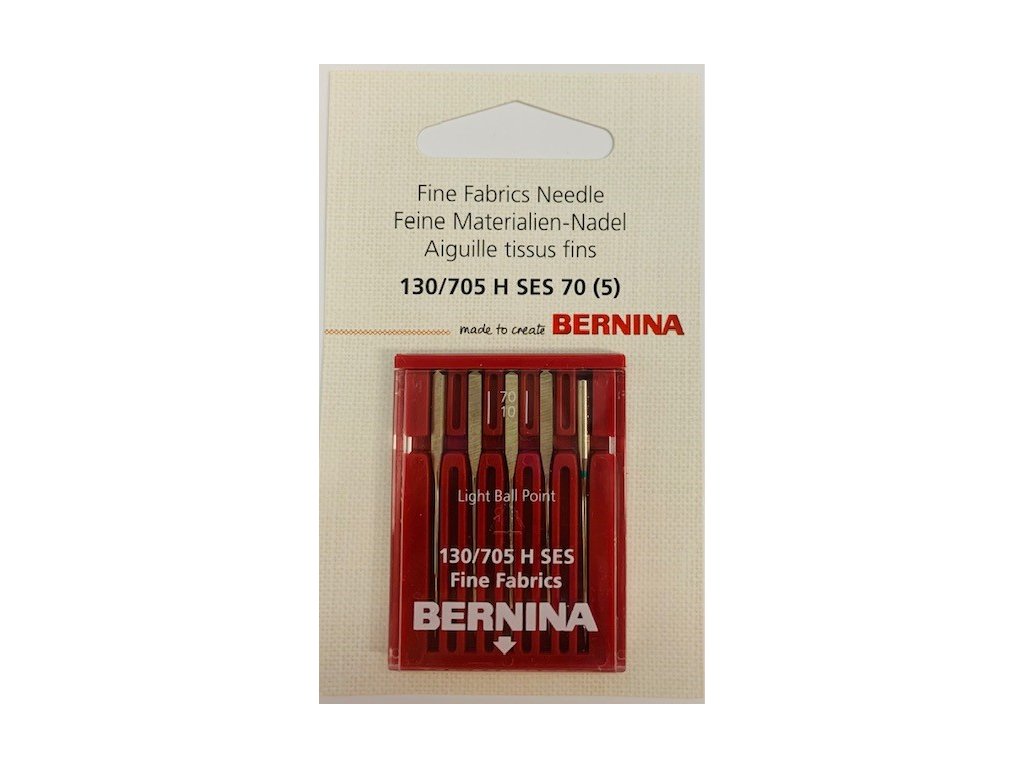 Fine Fabrics Needle
Feine Materialien-Nadel
Aiguille tissus fins
130/705 H SES 70 (5)
made to create BERNINA
70
10
Light Ball Point
130/705 H SES
Fine Fabrics
BERNINA